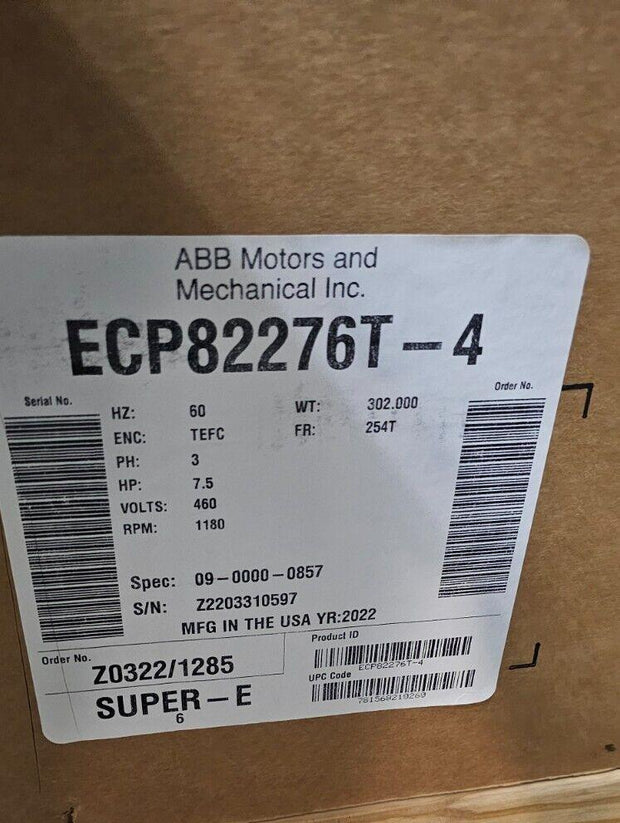 ABB Motors and
Mechanical Inc.
ECP82276T-4
Serial No.
Order No.
HZ: 60 WT: 302.000
ENC: TEFC FR: 254T
PH: 3
HP: 7.5
VOLTS: 460
RPM: 1180
Spec: 09-0000-0857
S/N: Z2203310597
MFG IN THE USA YR:2022
Order No.
Z0322/1285
Product ID
ECP82276T-4
SUPER-E
6
UPC Code
781568210260